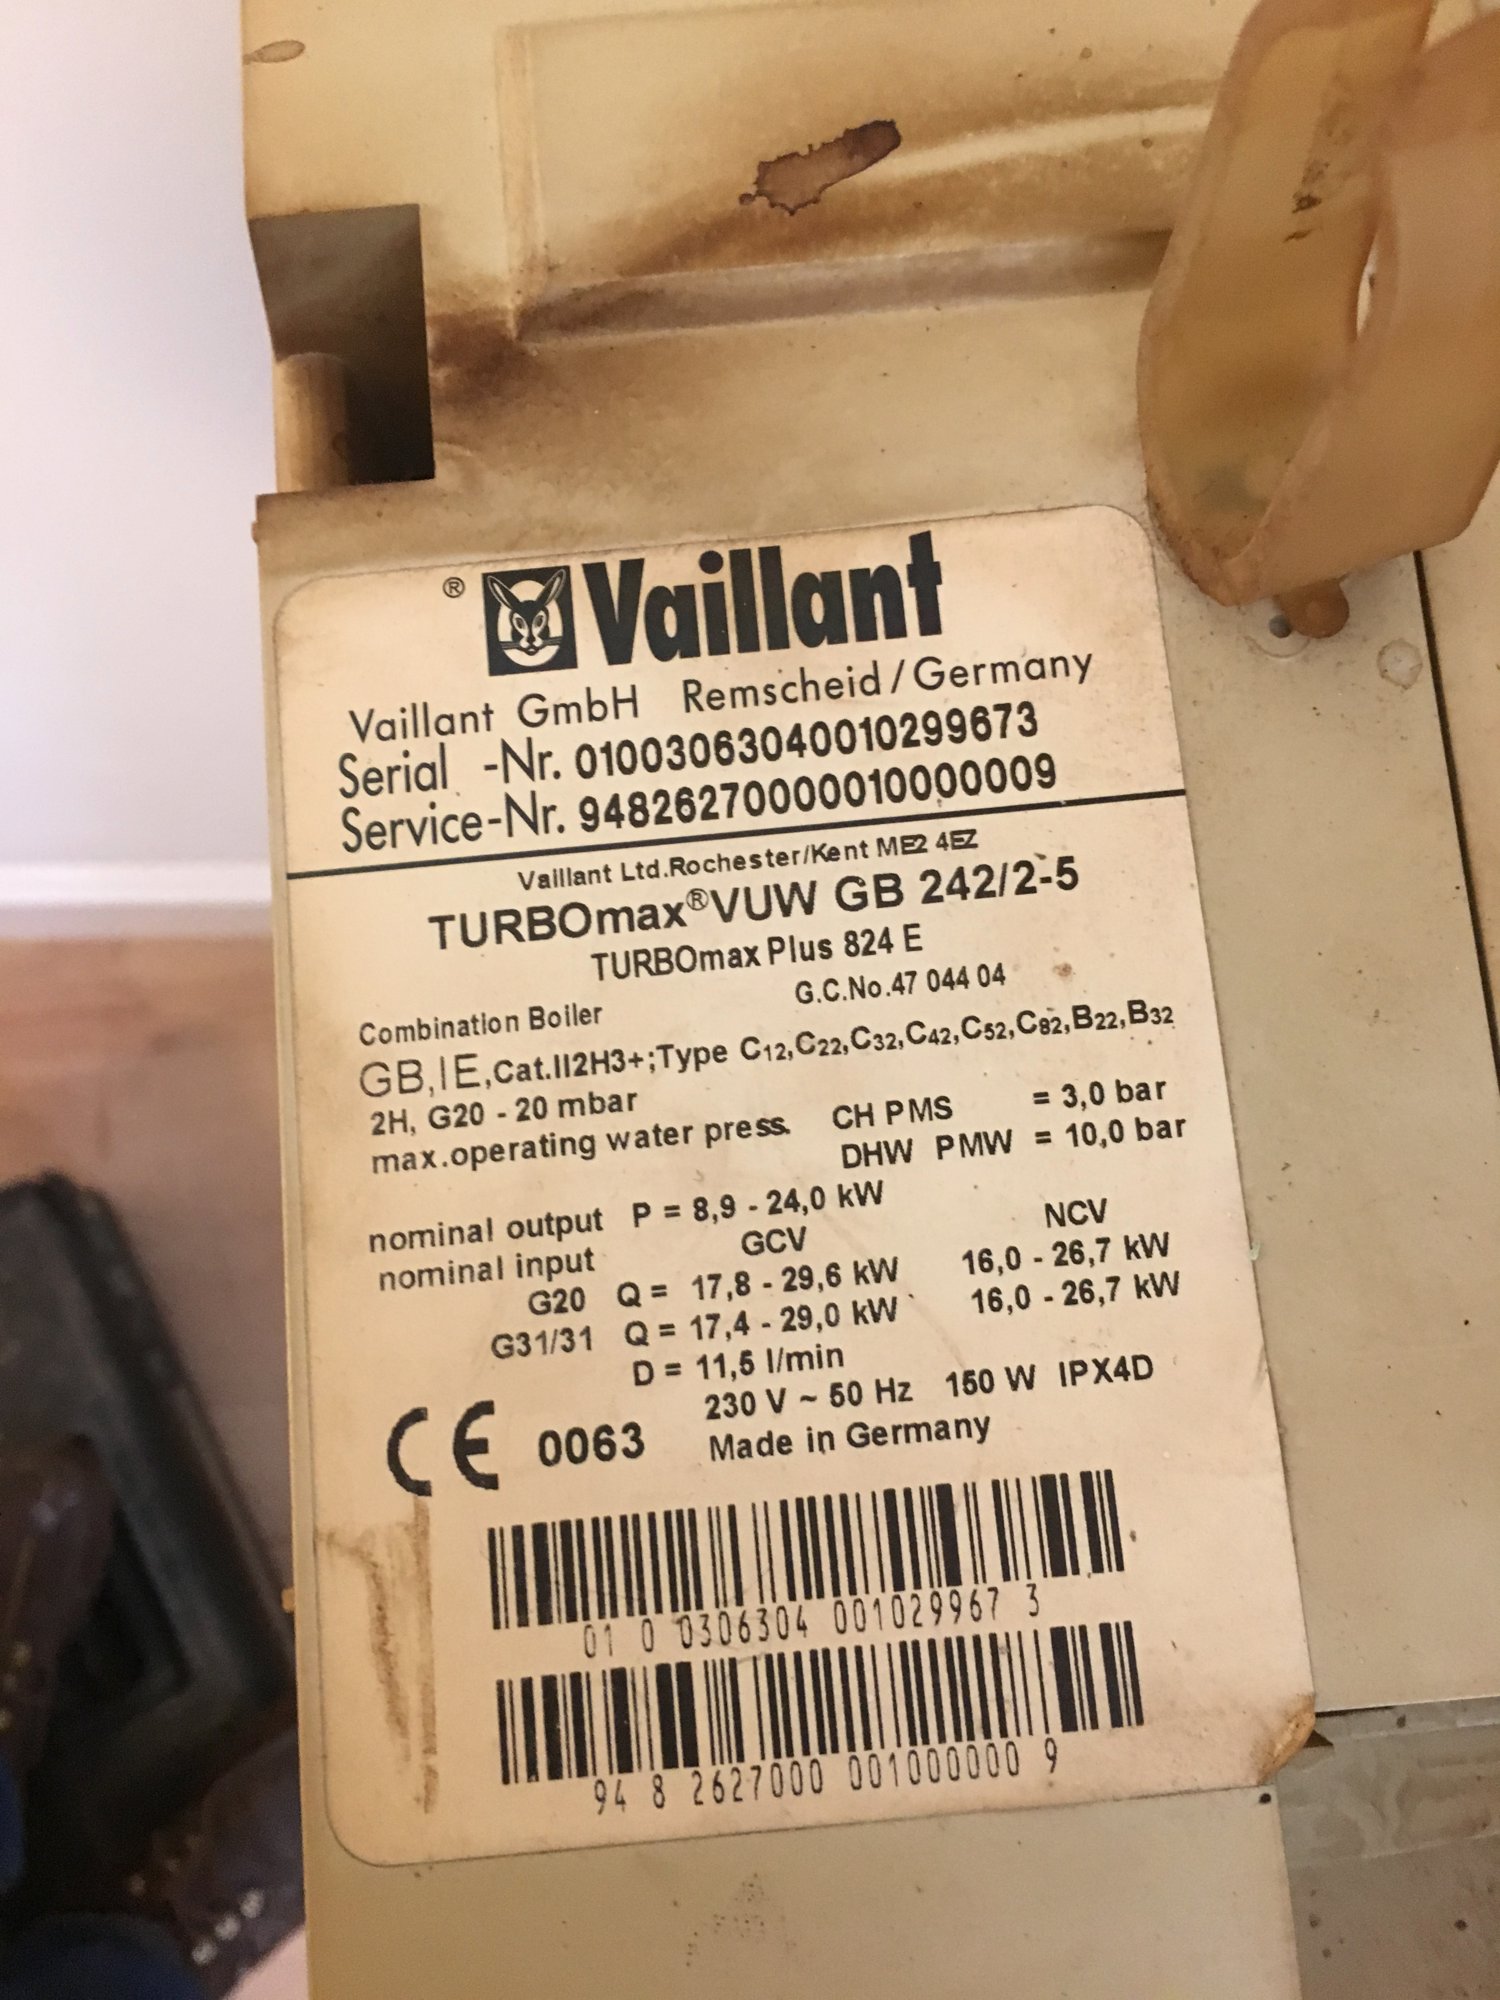 ® Vaillant
Vaillant GmbH Remscheid / Germany
Serial -Nr. 01003063040010299673
Service-Nr. 94826270000010000009
Vaillant Ltd.Rochester/Kent ME2 4EZ
TURBOmax®VUW GB 242/2-5
TURBOmax Plus 824 E
Combination Boiler G.C.No.47 044 04
GB,IE,Cat.II2H3+;Type C12,C22,C32,C42,C52,C82,B22,B32
2H, G20 - 20 mbar
max.operating water press. CH PMS = 3,0 bar
DHW PMW = 10,0 bar
nominal output P = 8,9 - 24,0 kW
nominal input GCV NCV
G20 Q = 17,8 - 29,6 kW 16,0 - 26,7 kW
G31/31 Q = 17,4 - 29,0 kW 16,0 - 26,7 kW
D = 11,5 l/min
230 V ~ 50 Hz 150 W IPX4D
CE 0063 Made in Germany
01 0 0306304 001029967 3
94 8 2627000 001000000 9